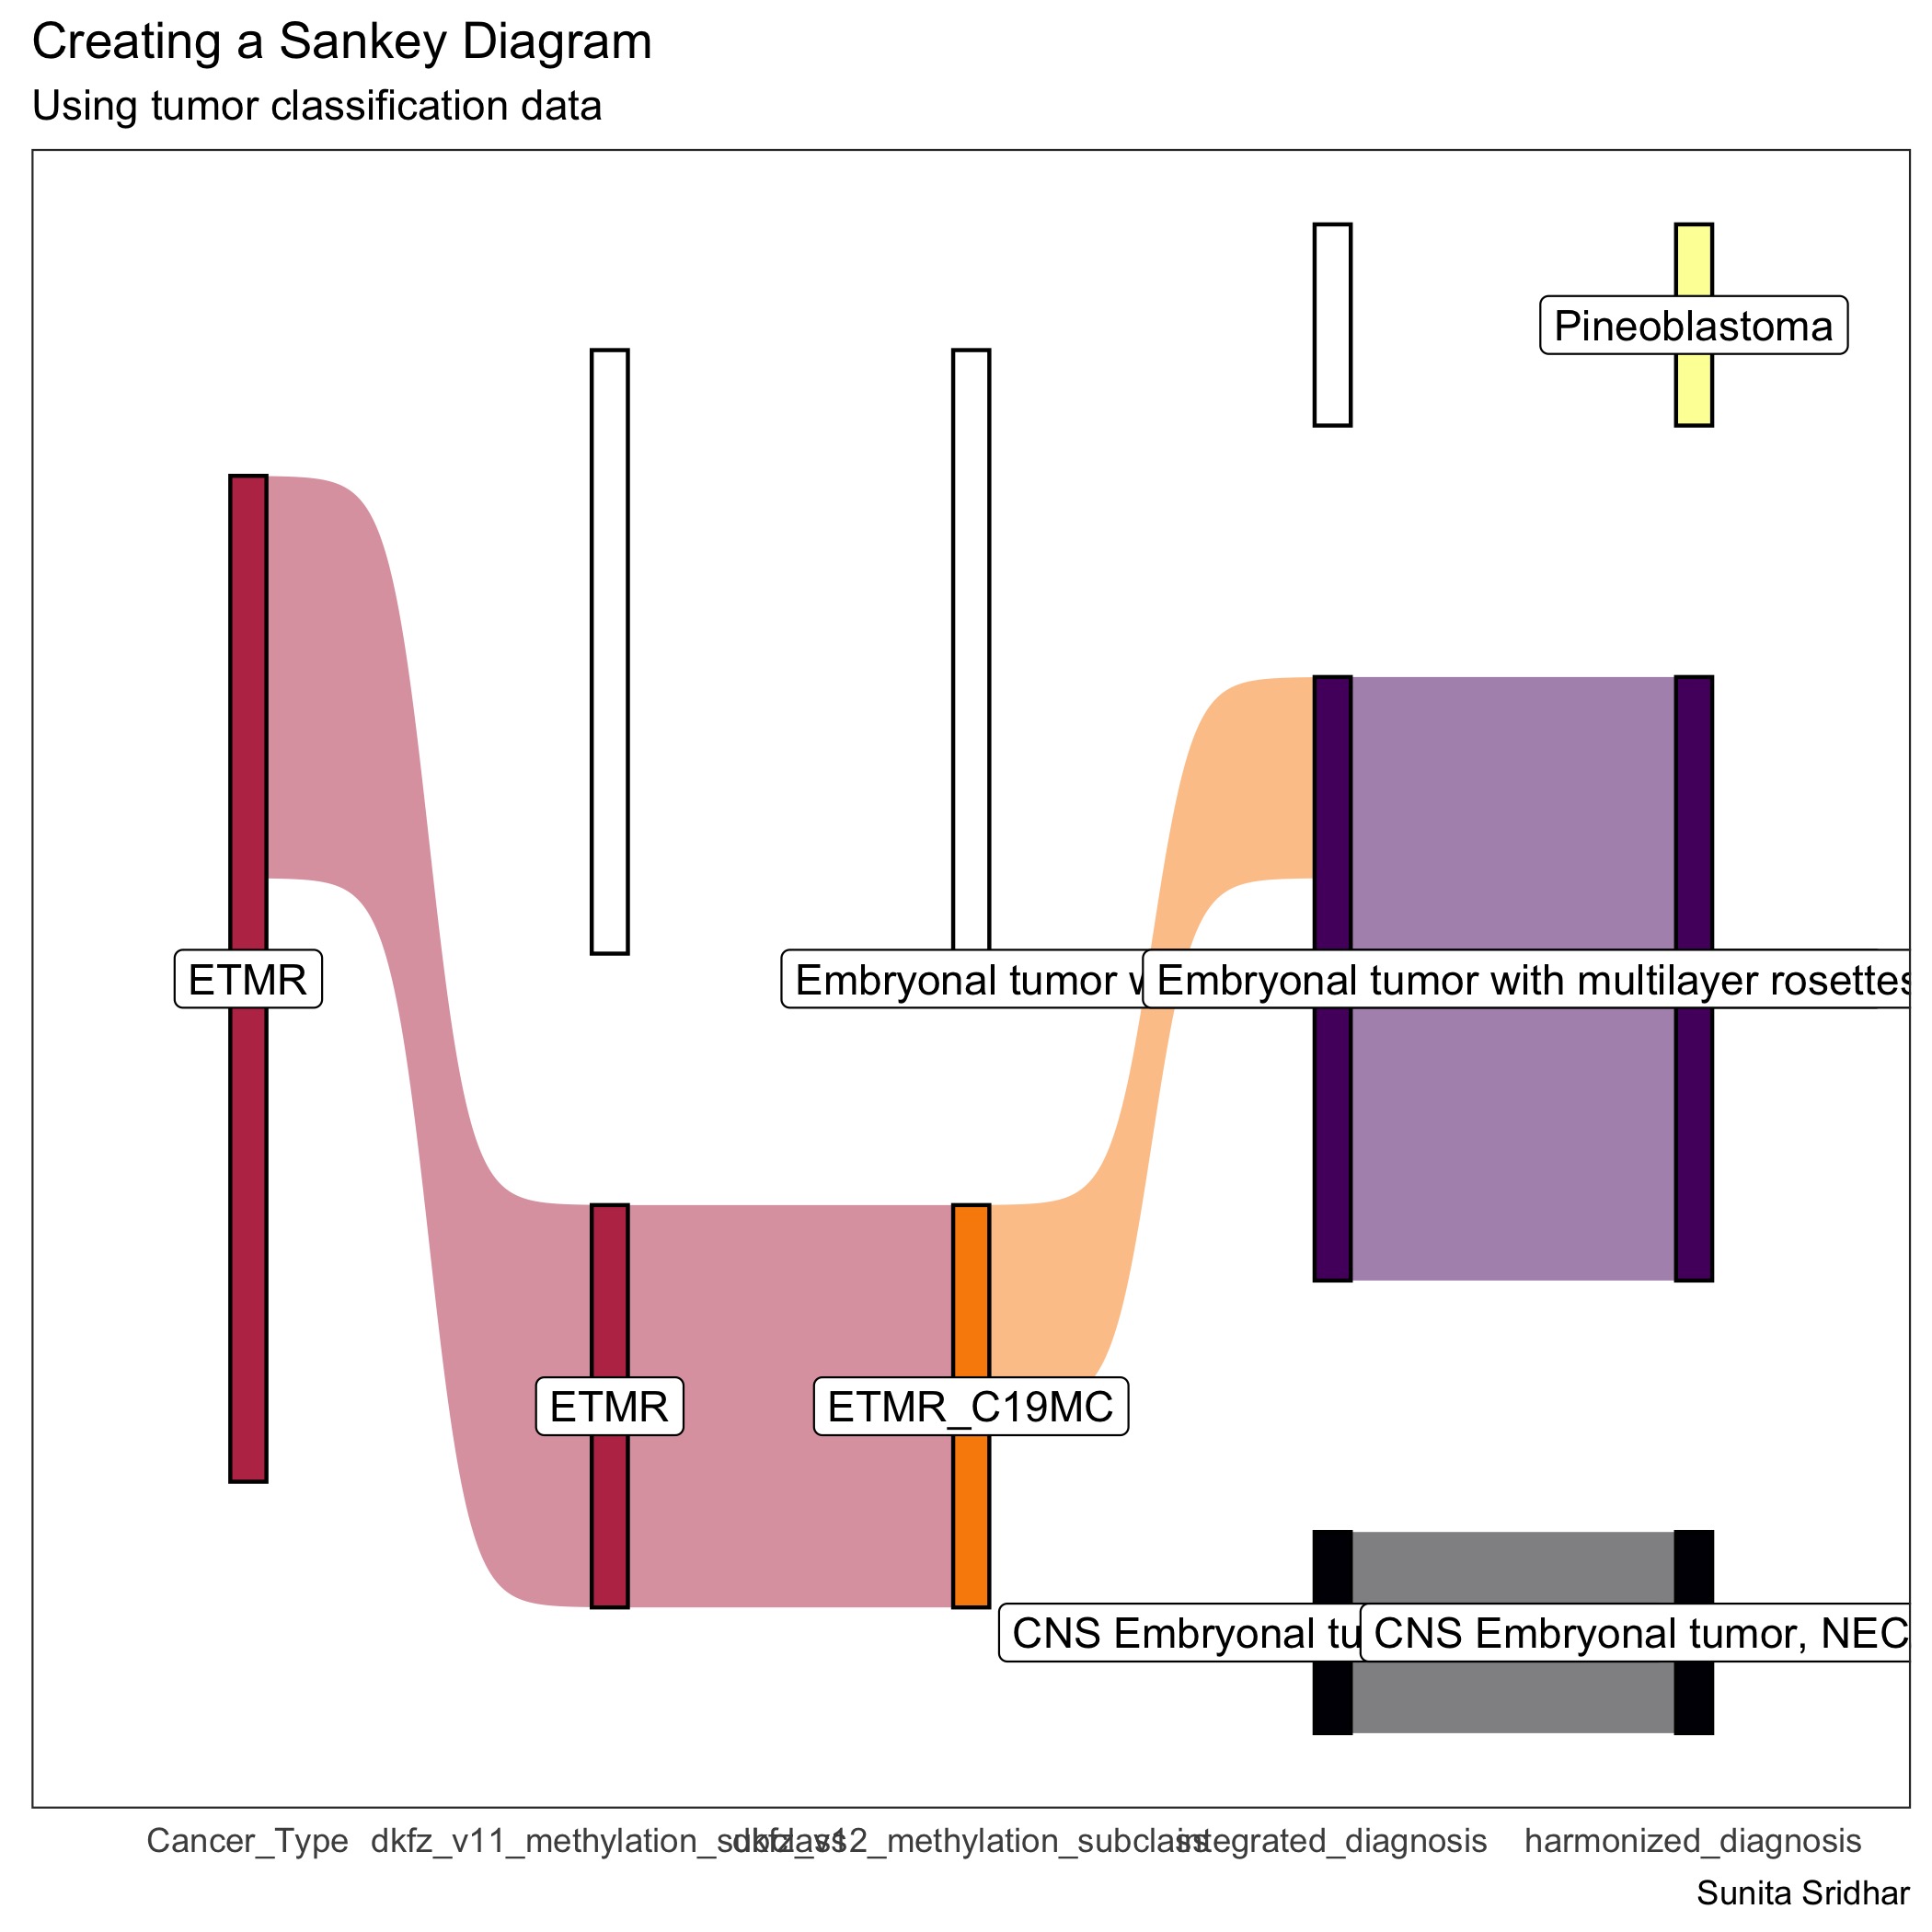 Creating a Sankey Diagram
Using tumor classification data
Pineoblastoma
ETMR
Embryonal tumor
Embryonal tumor with multilayer rosettes
ETMR
ETMR_C19MC
CNS Embryonal
CNS Embryonal tumor, NEC
Cancer_Type dkfz_v11_methylation_subclass dkfz_v12_methylation_subclass integrated_diagnosis harmonized_diagnosis
Sunita Sridhar